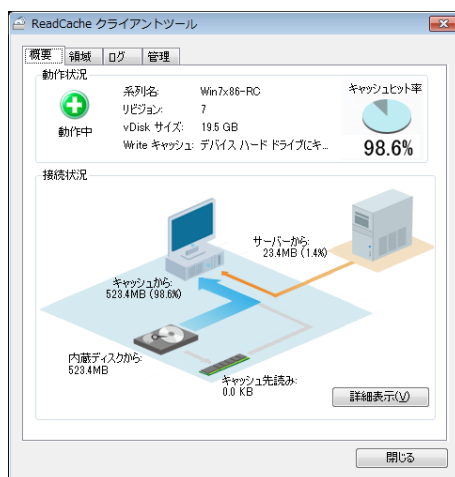 ReadCache クライアントツール
概要 領域 ログ 管理
動作状況
動作中
系列名: Win7x86-RC
リビジョン: 7
vDisk サイズ: 19.5 GB
Write キャッシュ: デバイス ハード ドライブにキ...
キャッシュヒット率
98.6%
接続状況
サーバーから:
23.4MB (1.4%)
キャッシュから:
523.4MB (98.6%)
内蔵ディスクから:
523.4MB
キャッシュ先読み:
0.0 KB
詳細表示(V)
閉じる